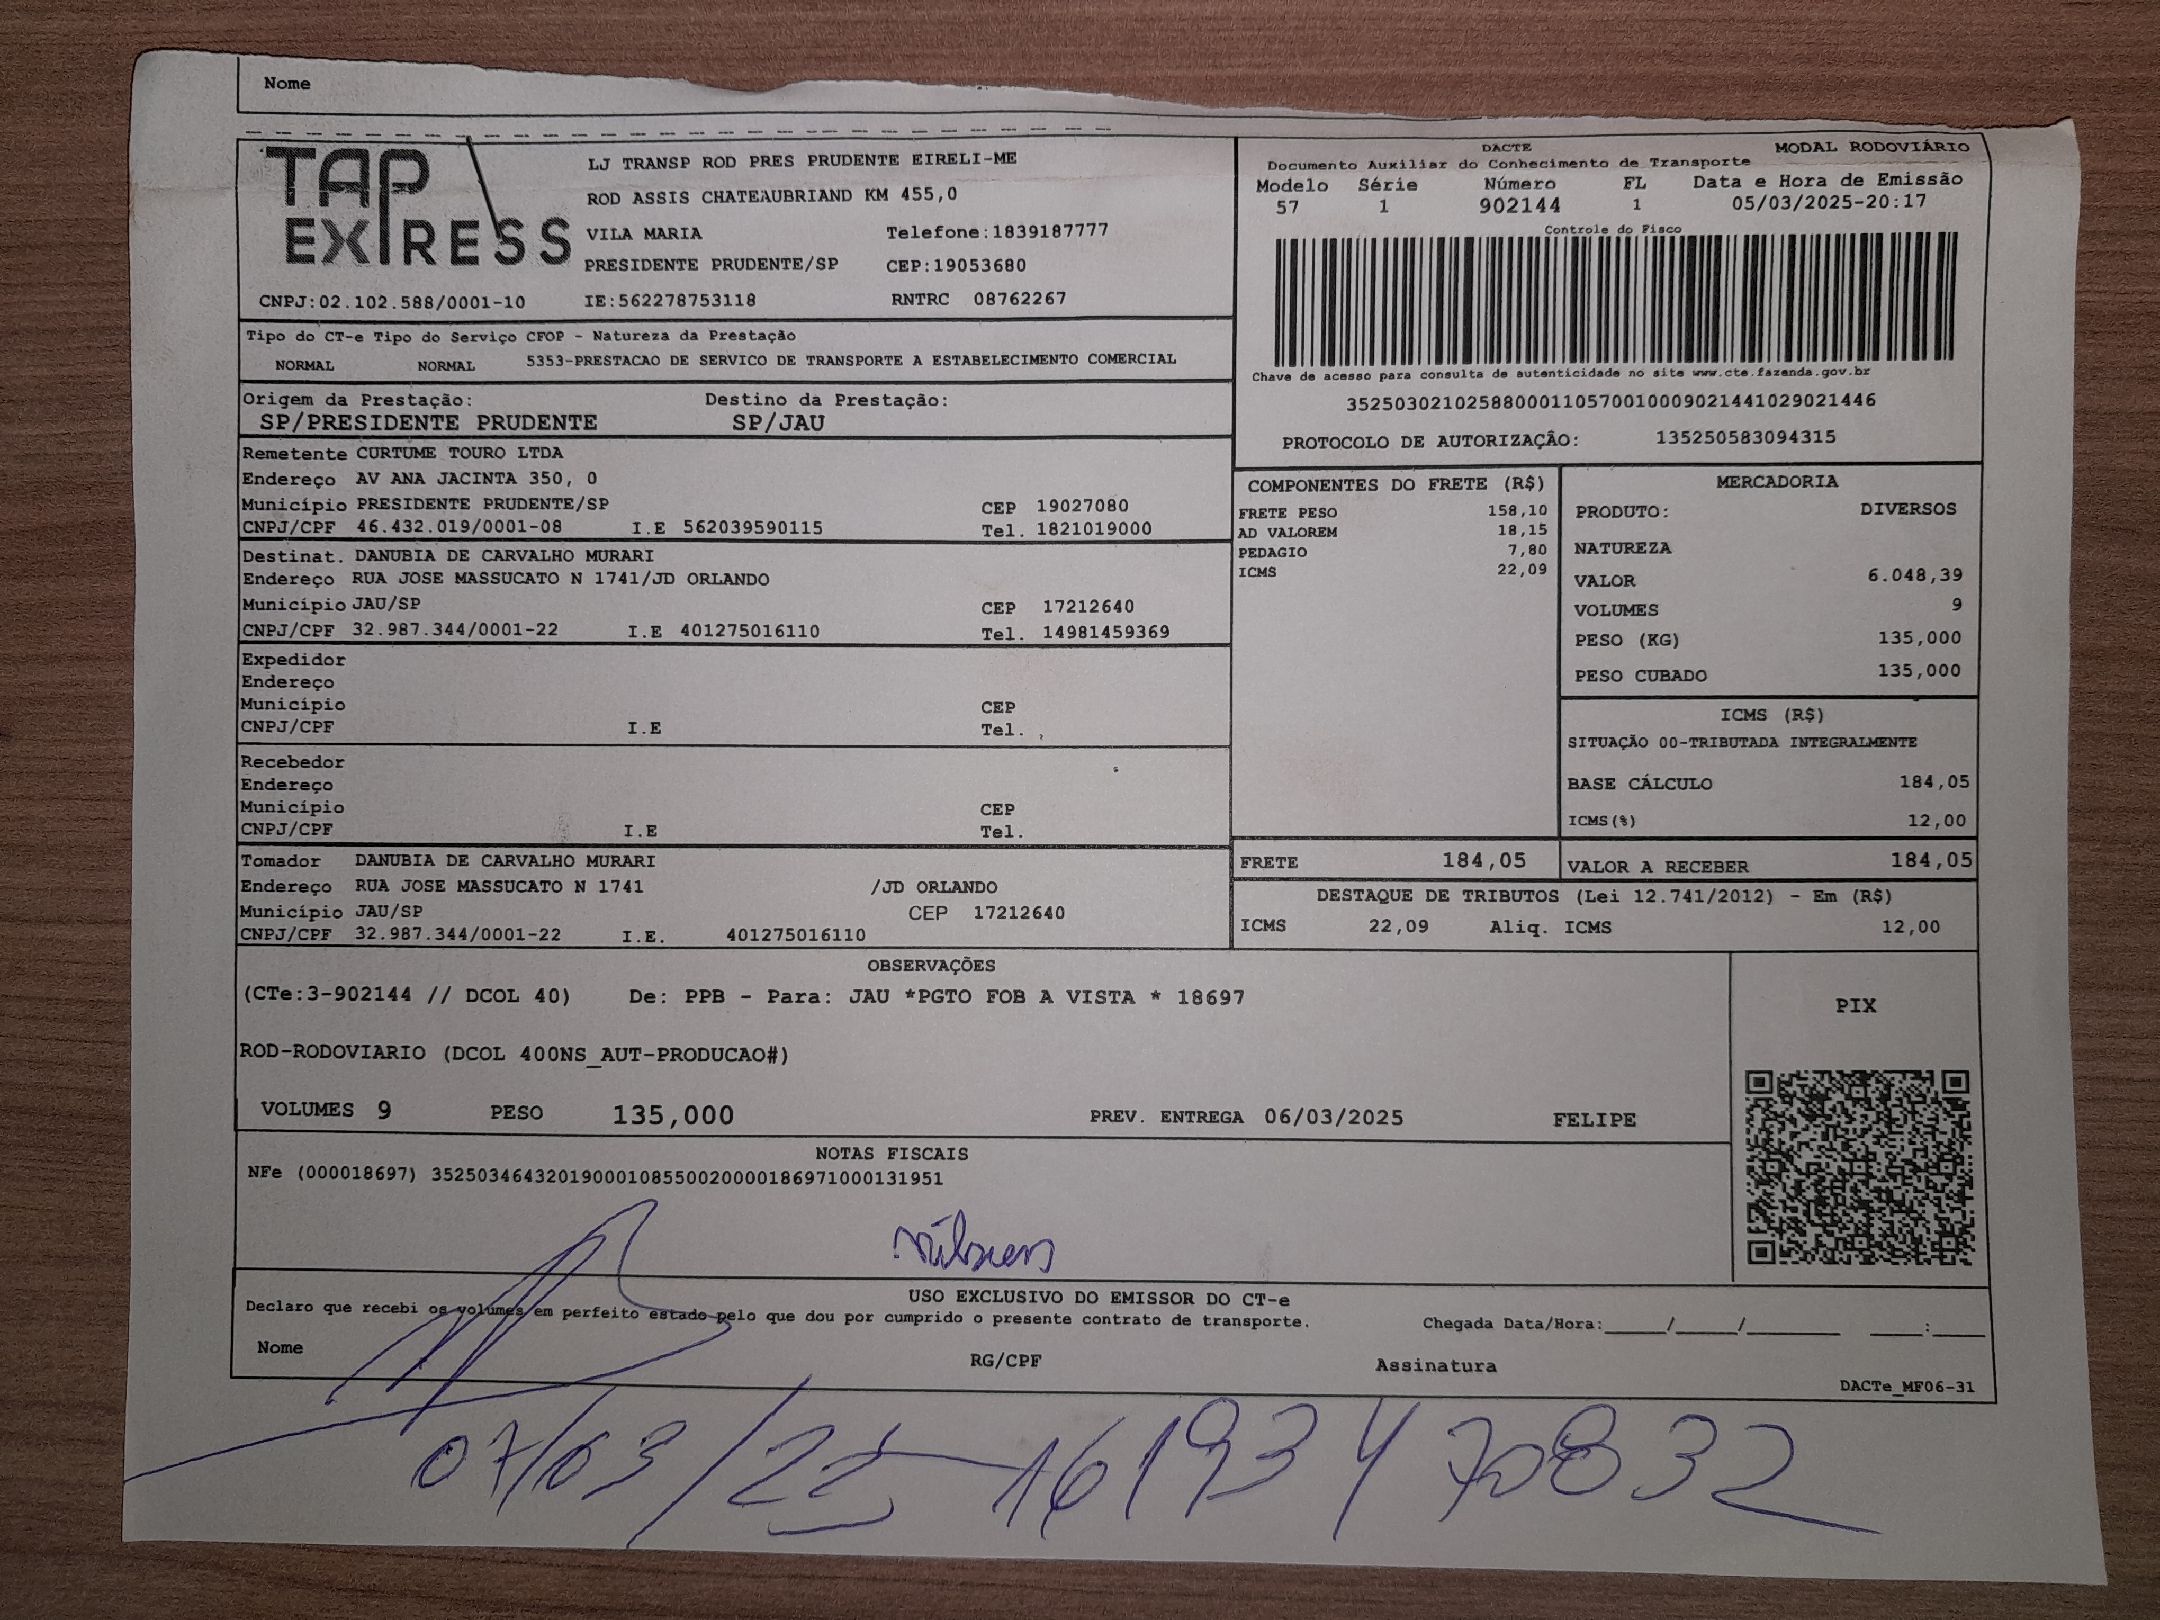 Nome
TAP EXPRESS
LJ TRANSP ROD PRES PRUDENTE EIRELI-ME
ROD ASSIS CHATEAUBRIAND KM 455,0
VILA MARIA Telefone:1839187777
PRESIDENTE PRUDENTE/SP CEP:19053680
CNPJ:02.102.588/0001-10 IE:562278753118 RNTRC 08762267
DACTE MODAL RODOVIÁRIO
Documento Auxiliar do Conhecimento de Transporte
Modelo Série Número FL Data e Hora de Emissão
57 1 902144 1 05/03/2025-20:17
Controle do Fisco
Chave de acesso para consulta de autenticidade no site www.cte.fazenda.gov.br
35250302102588000110570010009021441029021446
PROTOCOLO DE AUTORIZAÇÂO: 135250583094315
Tipo do CT-e Tipo do Serviço CFOP - Natureza da Prestação
NORMAL NORMAL 5353-PRESTACAO DE SERVICO DE TRANSPORTE A ESTABELECIMENTO COMERCIAL
Origem da Prestação: Destino da Prestação:
SP/PRESIDENTE PRUDENTE SP/JAU
Remetente CURTUME TOURO LTDA
Endereço AV ANA JACINTA 350, 0
Município PRESIDENTE PRUDENTE/SP CEP 19027080
CNPJ/CPF 46.432.019/0001-08 I.E 562039590115 Tel. 1821019000
Destinat. DANUBIA DE CARVALHO MURARI
Endereço RUA JOSE MASSUCATO N 1741/JD ORLANDO
Município JAU/SP CEP 17212640
CNPJ/CPF 32.987.344/0001-22 I.E 401275016110 Tel. 14981459369
Expedidor
Endereço
Município CEP
CNPJ/CPF I.E Tel.
Recebedor
Endereço
Município CEP
CNPJ/CPF I.E Tel.
Tomador DANUBIA DE CARVALHO MURARI
Endereço RUA JOSE MASSUCATO N 1741 /JD ORLANDO
Município JAU/SP CEP 17212640
CNPJ/CPF 32.987.344/0001-22 I.E. 401275016110
COMPONENTES DO FRETE (R$)
FRETE PESO 158,10
AD VALOREM 18,15
PEDAGIO 7,80
ICMS 22,09
MERCADORIA
PRODUTO: DIVERSOS
NATUREZA
VALOR 6.048,39
VOLUMES 9
PESO (KG) 135,000
PESO CUBADO 135,000
ICMS (R$)
SITUAÇÃO 00-TRIBUTADA INTEGRALMENTE
BASE CÁLCULO 184,05
ICMS(%) 12,00
FRETE 184,05 VALOR A RECEBER 184,05
DESTAQUE DE TRIBUTOS (Lei 12.741/2012) - Em (R$)
ICMS 22,09 Aliq. ICMS 12,00
OBSERVAÇÕES
(CTe:3-902144 // DCOL 40) De: PPB - Para: JAU *PGTO FOB A VISTA * 18697
ROD-RODOVIARIO (DCOL 400NS_AUT-PRODUCAO#)
VOLUMES 9 PESO 135,000 PREV. ENTREGA 06/03/2025 FELIPE
PIX
NOTAS FISCAIS
NFe (000018697) 35250346432019000108550020000186971000131951
USO EXCLUSIVO DO EMISSOR DO CT-e
Declaro que recebi os volumes em perfeito estado pelo que dou por cumprido o presente contrato de transporte. Chegada Data/Hora:_____/_____/_______ ____:____
Nome RG/CPF Assinatura
DACTe_MF06-31
07/03/25